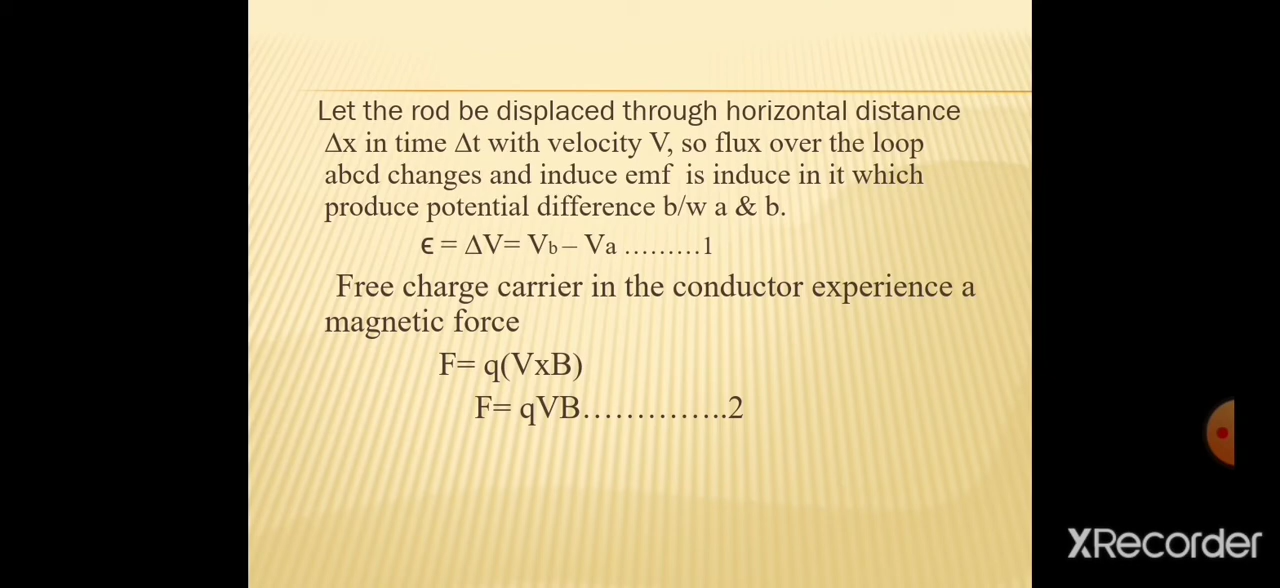 Let the rod be displaced through horizontal distance
Δx in time Δt with velocity V, so flux over the loop
abcd changes and induce emf is induce in it which
produce potential difference b/w a & b.
ϵ = ΔV= Vb – Va ………1
Free charge carrier in the conductor experience a
magnetic force
F= q(VxB)
F= qVB…………..2
XRecorder